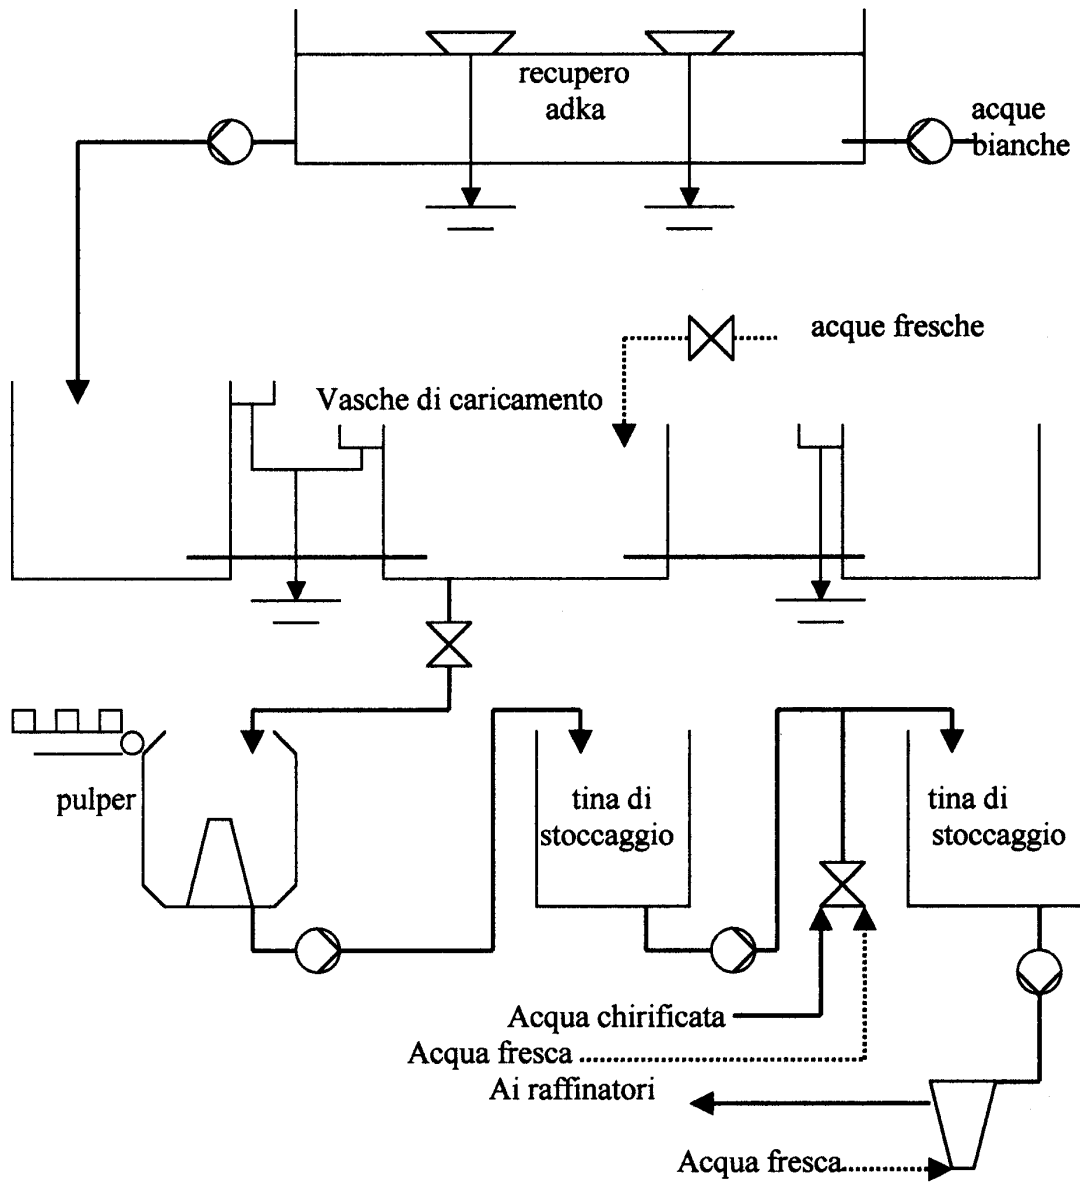 recupero
adka
acque
bianche
acque fresche
Vasche di caricamento
pulper
tina di
stoccaggio
tina di
stoccaggio
Acqua chirificata
Acqua fresca
Ai raffinatori
Acqua fresca